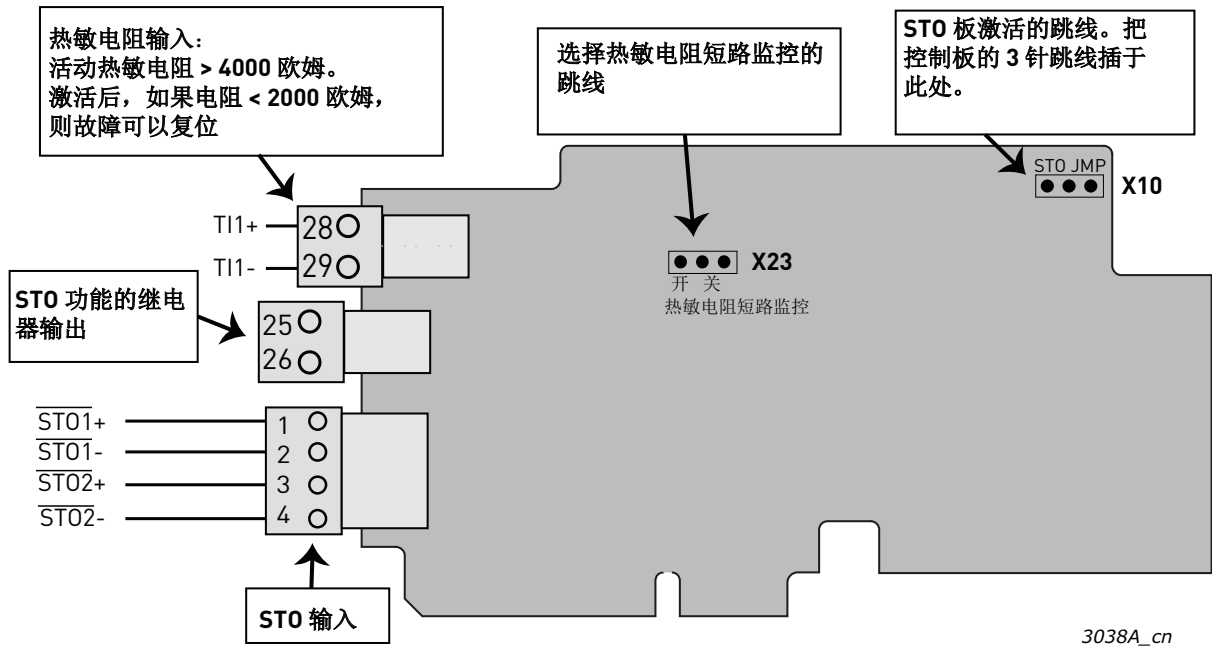 热敏电阻输入：
活动热敏电阻 > 4000 欧姆。
激活后，如果电阻 < 2000 欧姆，
则故障可以复位
选择热敏电阻短路监控的
跳线
STO 板激活的跳线。把
控制板的 3 针跳线插于
此处。
STO JMP
X10
TI1+
28
TI1-
29
X23
开 关
热敏电阻短路监控
STO 功能的继电
器输出
25
26
STO1+
1
STO1-
2
STO2+
3
STO2-
4
STO 输入
3038A_cn